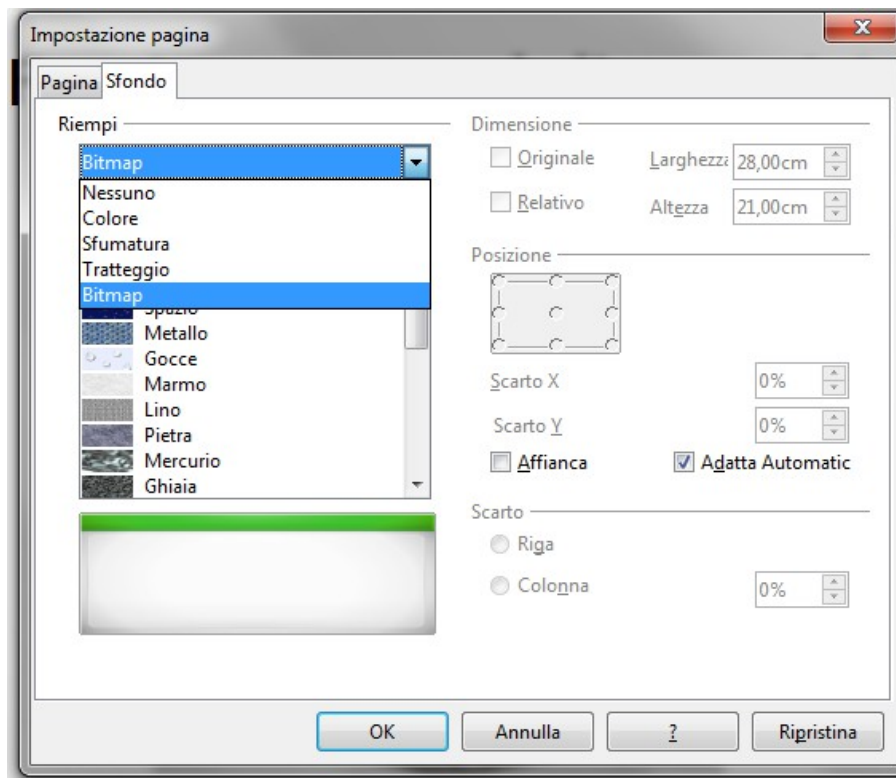 Impostazione pagina
Pagina Sfondo
Riempi
Bitmap
Nessuno
Colore
Sfumatura
Tratteggio
Bitmap
Spazio
Metallo
Gocce
Marmo
Lino
Pietra
Mercurio
Ghiaia
Dimensione
Originale Larghezza 28,00cm
Relativo Altezza 21,00cm
Posizione
Scarto X 0%
Scarto Y 0%
Affianca Adatta Automatic
Scarto
Riga
Colonna 0%
OK Annulla ? Ripristina